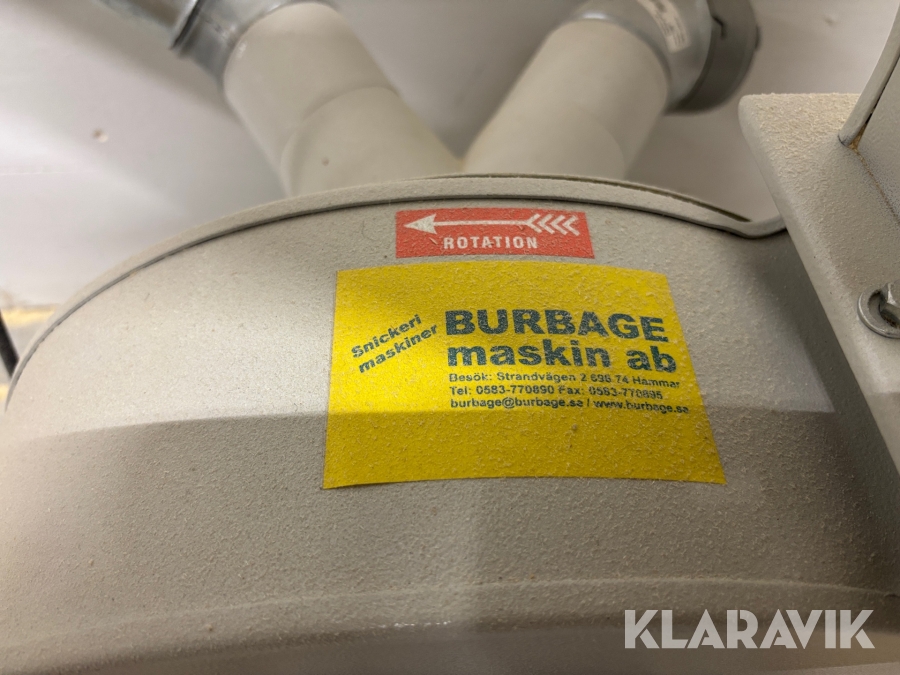 ROTATION
Snickeri
maskiner
BURBAGE
maskin ab
Besök: Strandvägen 2 696 74 Hammar
Tel: 0583-770890 Fax: 0583-770895
burbage@burbage.se / www.burbage.se
KLARAVIK